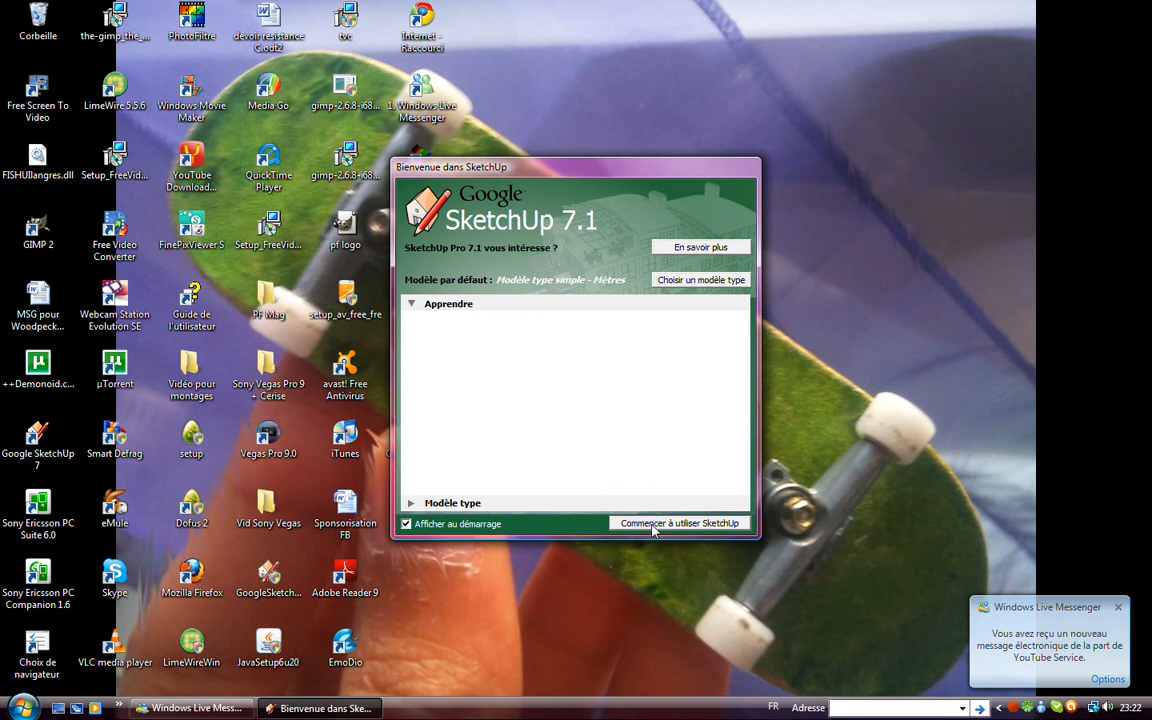 Corbeille
the-gimp_the_...
PhotoFiltre
devoir resistance
C.odt2
tvc
Internet -
Raccourci
Free Screen To
Video
LimeWire 5.5.6
Windows Movie
Maker
Media Go
gimp-2.6.8-i68...
1. Windows Live
Messenger
FISHUIlangres.dll
Setup_FreeVid...
YouTube
Download...
QuickTime
Player
gimp-2.6.8-i68...
GIMP 2
Free Video
Converter
FinePixViewer S
Setup_FreeVid...
pf logo
MSG pour
Woodpeck...
Webcam Station
Evolution SE
Guide de
l'utilisateur
PF Mag
setup_av_free_fre
++Demonoid.c...
µTorrent
Vidéo pour
montages
Sony Vegas Pro 9
+ Cerise
avast! Free
Antivirus
Google SketchUp
7
Smart Defrag
setup
Vegas Pro 9.0
iTunes
Sony Ericsson PC
Suite 6.0
eMule
Dofus 2
Vid Sony Vegas
Sponsorisation
FB
Sony Ericsson PC
Companion 1.6
Skype
Mozilla Firefox
GoogleSketch...
Adobe Reader 9
Choix de
navigateur
VLC media player
LimeWireWin
JavaSetup6u20
EmoDio
Bienvenue dans SketchUp
Google
SketchUp 7.1
SketchUp Pro 7.1 vous intéresse ?
En savoir plus
Modèle par défaut : Modèle type simple - Mètres
Choisir un modèle type
Apprendre
Modèle type
Afficher au démarrage
Commencer à utiliser SketchUp
Windows Live Messenger
Vous avez reçu un nouveau
message électronique de la part de
YouTube Service.
Options
Windows Live Mess...
Bienvenue dans Ske...
FR
Adresse
23:22